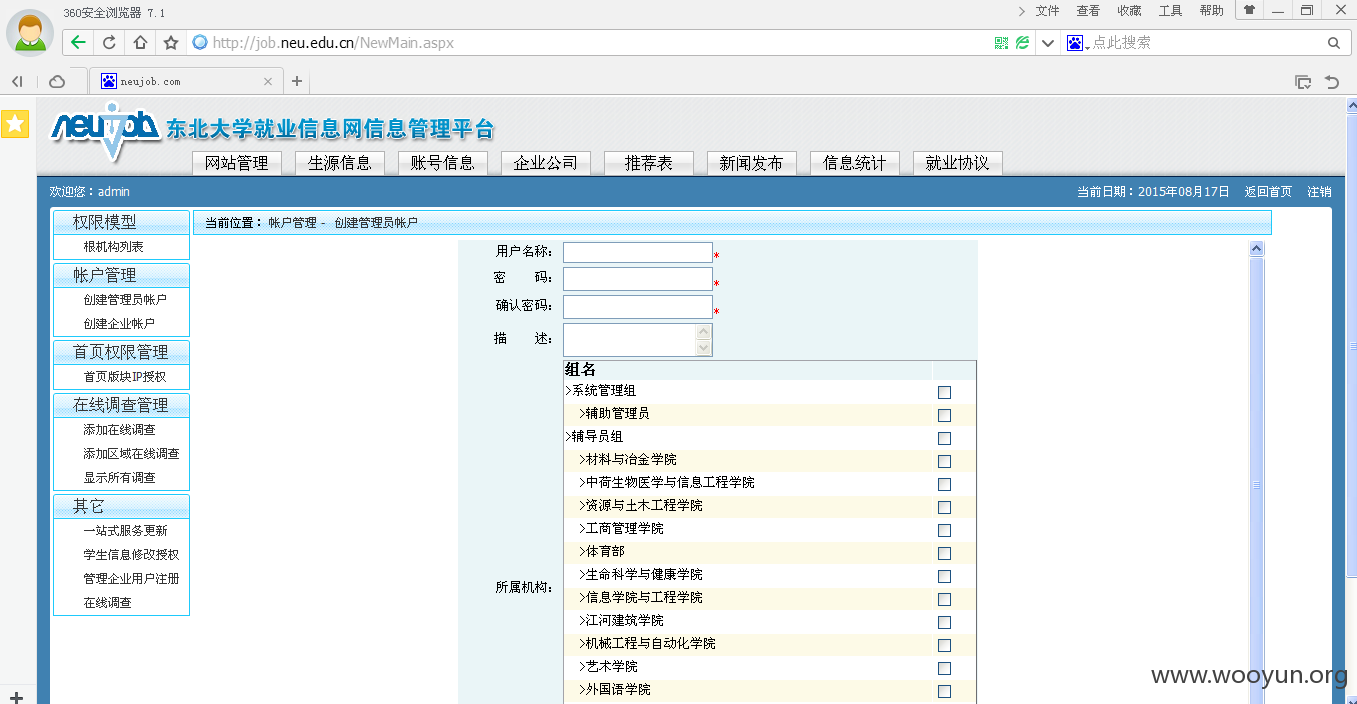 360安全浏览器 7.1
文件 查看 收藏 工具 帮助
http://job.neu.edu.cn/NewMain.aspx
点此搜索
neujob.com
neujob 东北大学就业信息网信息管理平台
网站管理 生源信息 账号信息 企业公司 推荐表 新闻发布 信息统计 就业协议
欢迎您：admin
当前日期：2015年08月17日 返回首页 注销
权限模型
根机构列表
帐户管理
创建管理员帐户
创建企业帐户
首页权限管理
首页版块IP授权
在线调查管理
添加在线调查
添加区域在线调查
显示所有调查
其它
一站式服务更新
学生信息修改授权
管理企业用户注册
在线调查
当前位置： 帐户管理 - 创建管理员帐户
用户名称： *
密 码： *
确认密码： *
描 述：
所属机构：
组名
>系统管理组
>辅助管理员
>辅导员组
>材料与冶金学院
>中荷生物医学与信息工程学院
>资源与土木工程学院
>工商管理学院
>体育部
>生命科学与健康学院
>信息学院与工程学院
>江河建筑学院
>机械工程与自动化学院
>艺术学院
>外国语学院
www.wooyun.org